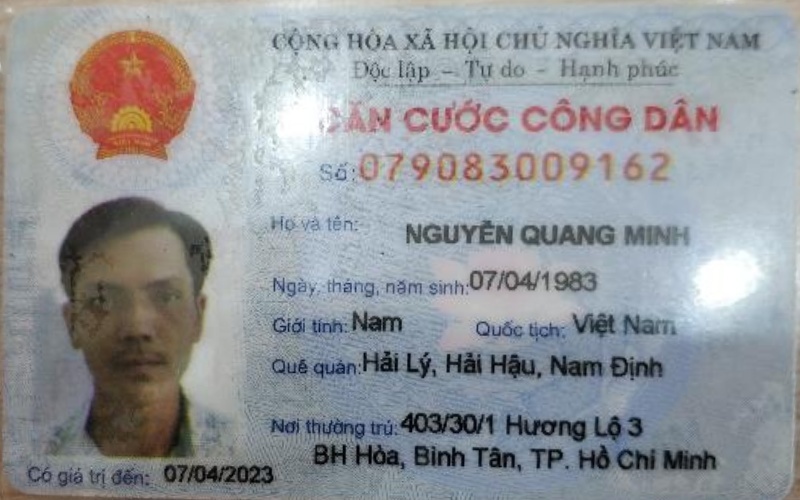 CỘNG HÒA XÃ HỘI CHỦ NGHĨA VIỆT NAM
Độc lập – Tự do – Hạnh phúc
CĂN CƯỚC CÔNG DÂN
Số: 079083009162
Họ và tên: NGUYỄN QUANG MINH
Ngày, tháng, năm sinh: 07/04/1983
Giới tính: Nam Quốc tịch: Việt Nam
Quê quán: Hải Lý, Hải Hậu, Nam Định
Nơi thường trú: 403/30/1 Hương Lộ 3
BH Hòa, Bình Tân, TP. Hồ Chí Minh
Có giá trị đến: 07/04/2023